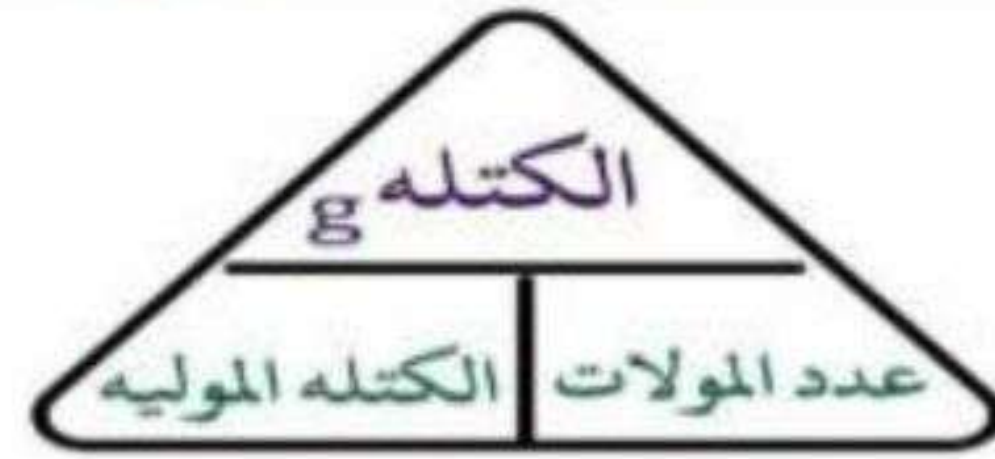 الكتله g
عدد المولات
الكتله الموليه